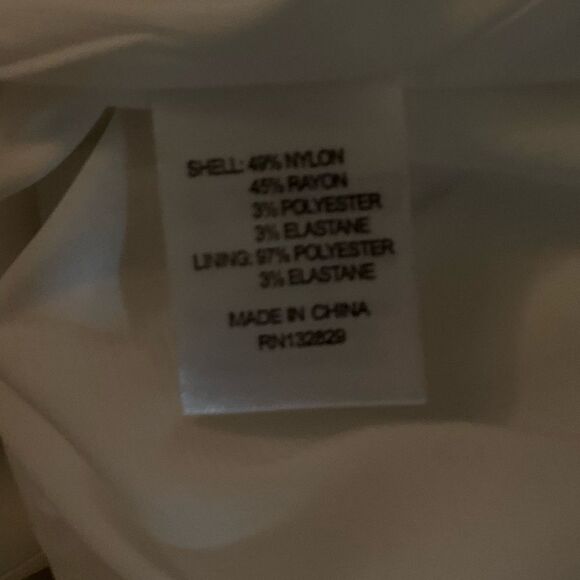 SHELL: 49% NYLON
45% RAYON
3% POLYESTER
3% ELASTANE
LINING: 97% POLYESTER
3% ELASTANE
MADE IN CHINA
RN132829